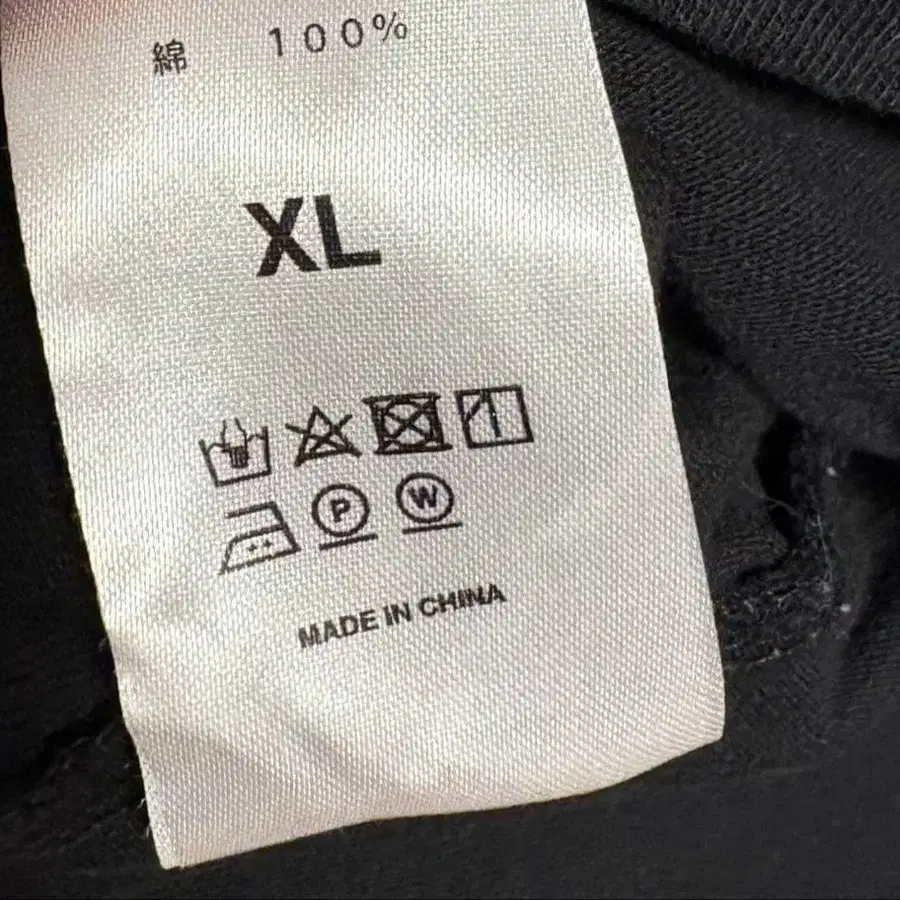 綿 100%
XL
P W
MADE IN CHINA